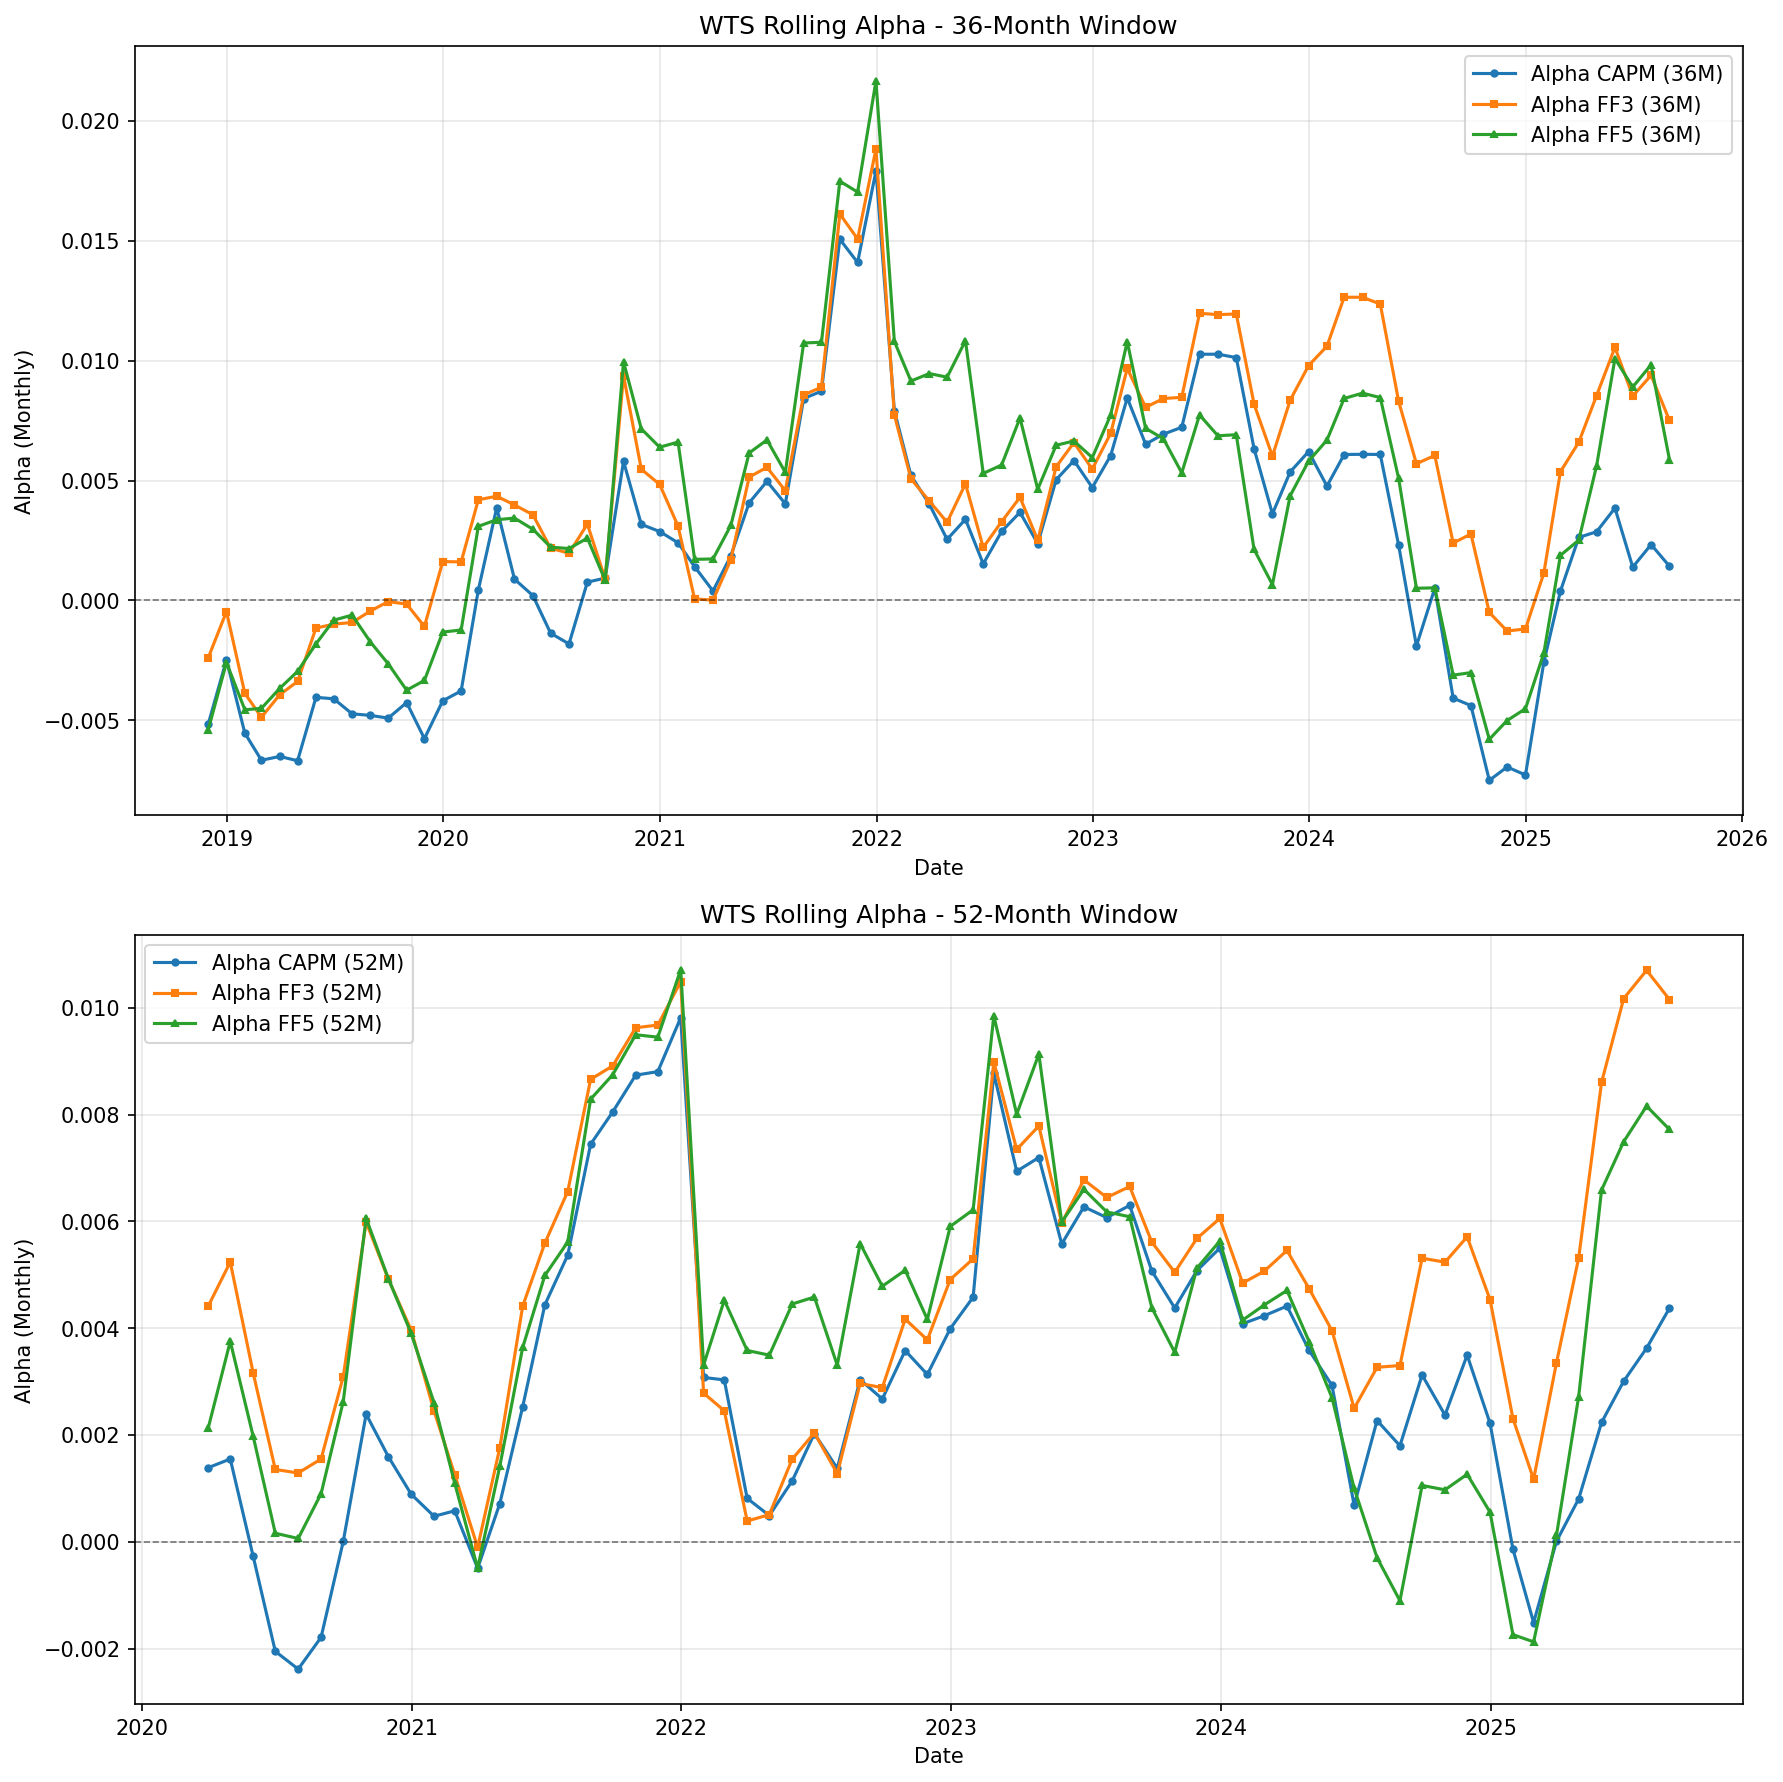 WTS Rolling Alpha - 36-Month Window
Alpha CAPM (36M)
Alpha FF3 (36M)
Alpha FF5 (36M)
0.020
0.015
0.010
0.005
0.000
−0.005
Alpha (Monthly)
2019 2020 2021 2022 2023 2024 2025 2026
Date
WTS Rolling Alpha - 52-Month Window
Alpha CAPM (52M)
Alpha FF3 (52M)
Alpha FF5 (52M)
0.010
0.008
0.006
0.004
0.002
0.000
−0.002
Alpha (Monthly)
2020 2021 2022 2023 2024 2025
Date